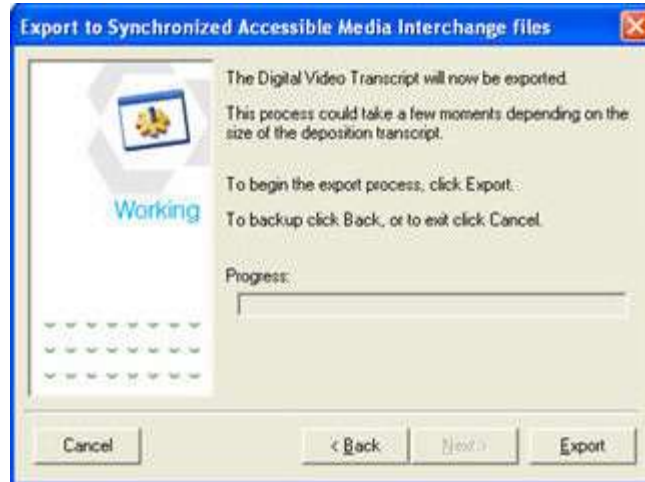 Export to Synchronized Accessible Media Interchange files
The Digital Video Transcript will now be exported.
This process could take a few moments depending on the
size of the deposition transcript.
To begin the export process, click Export.
Working
To backup click Back, or to exit click Cancel.
Progress:
Cancel
< Back
Next >
Export